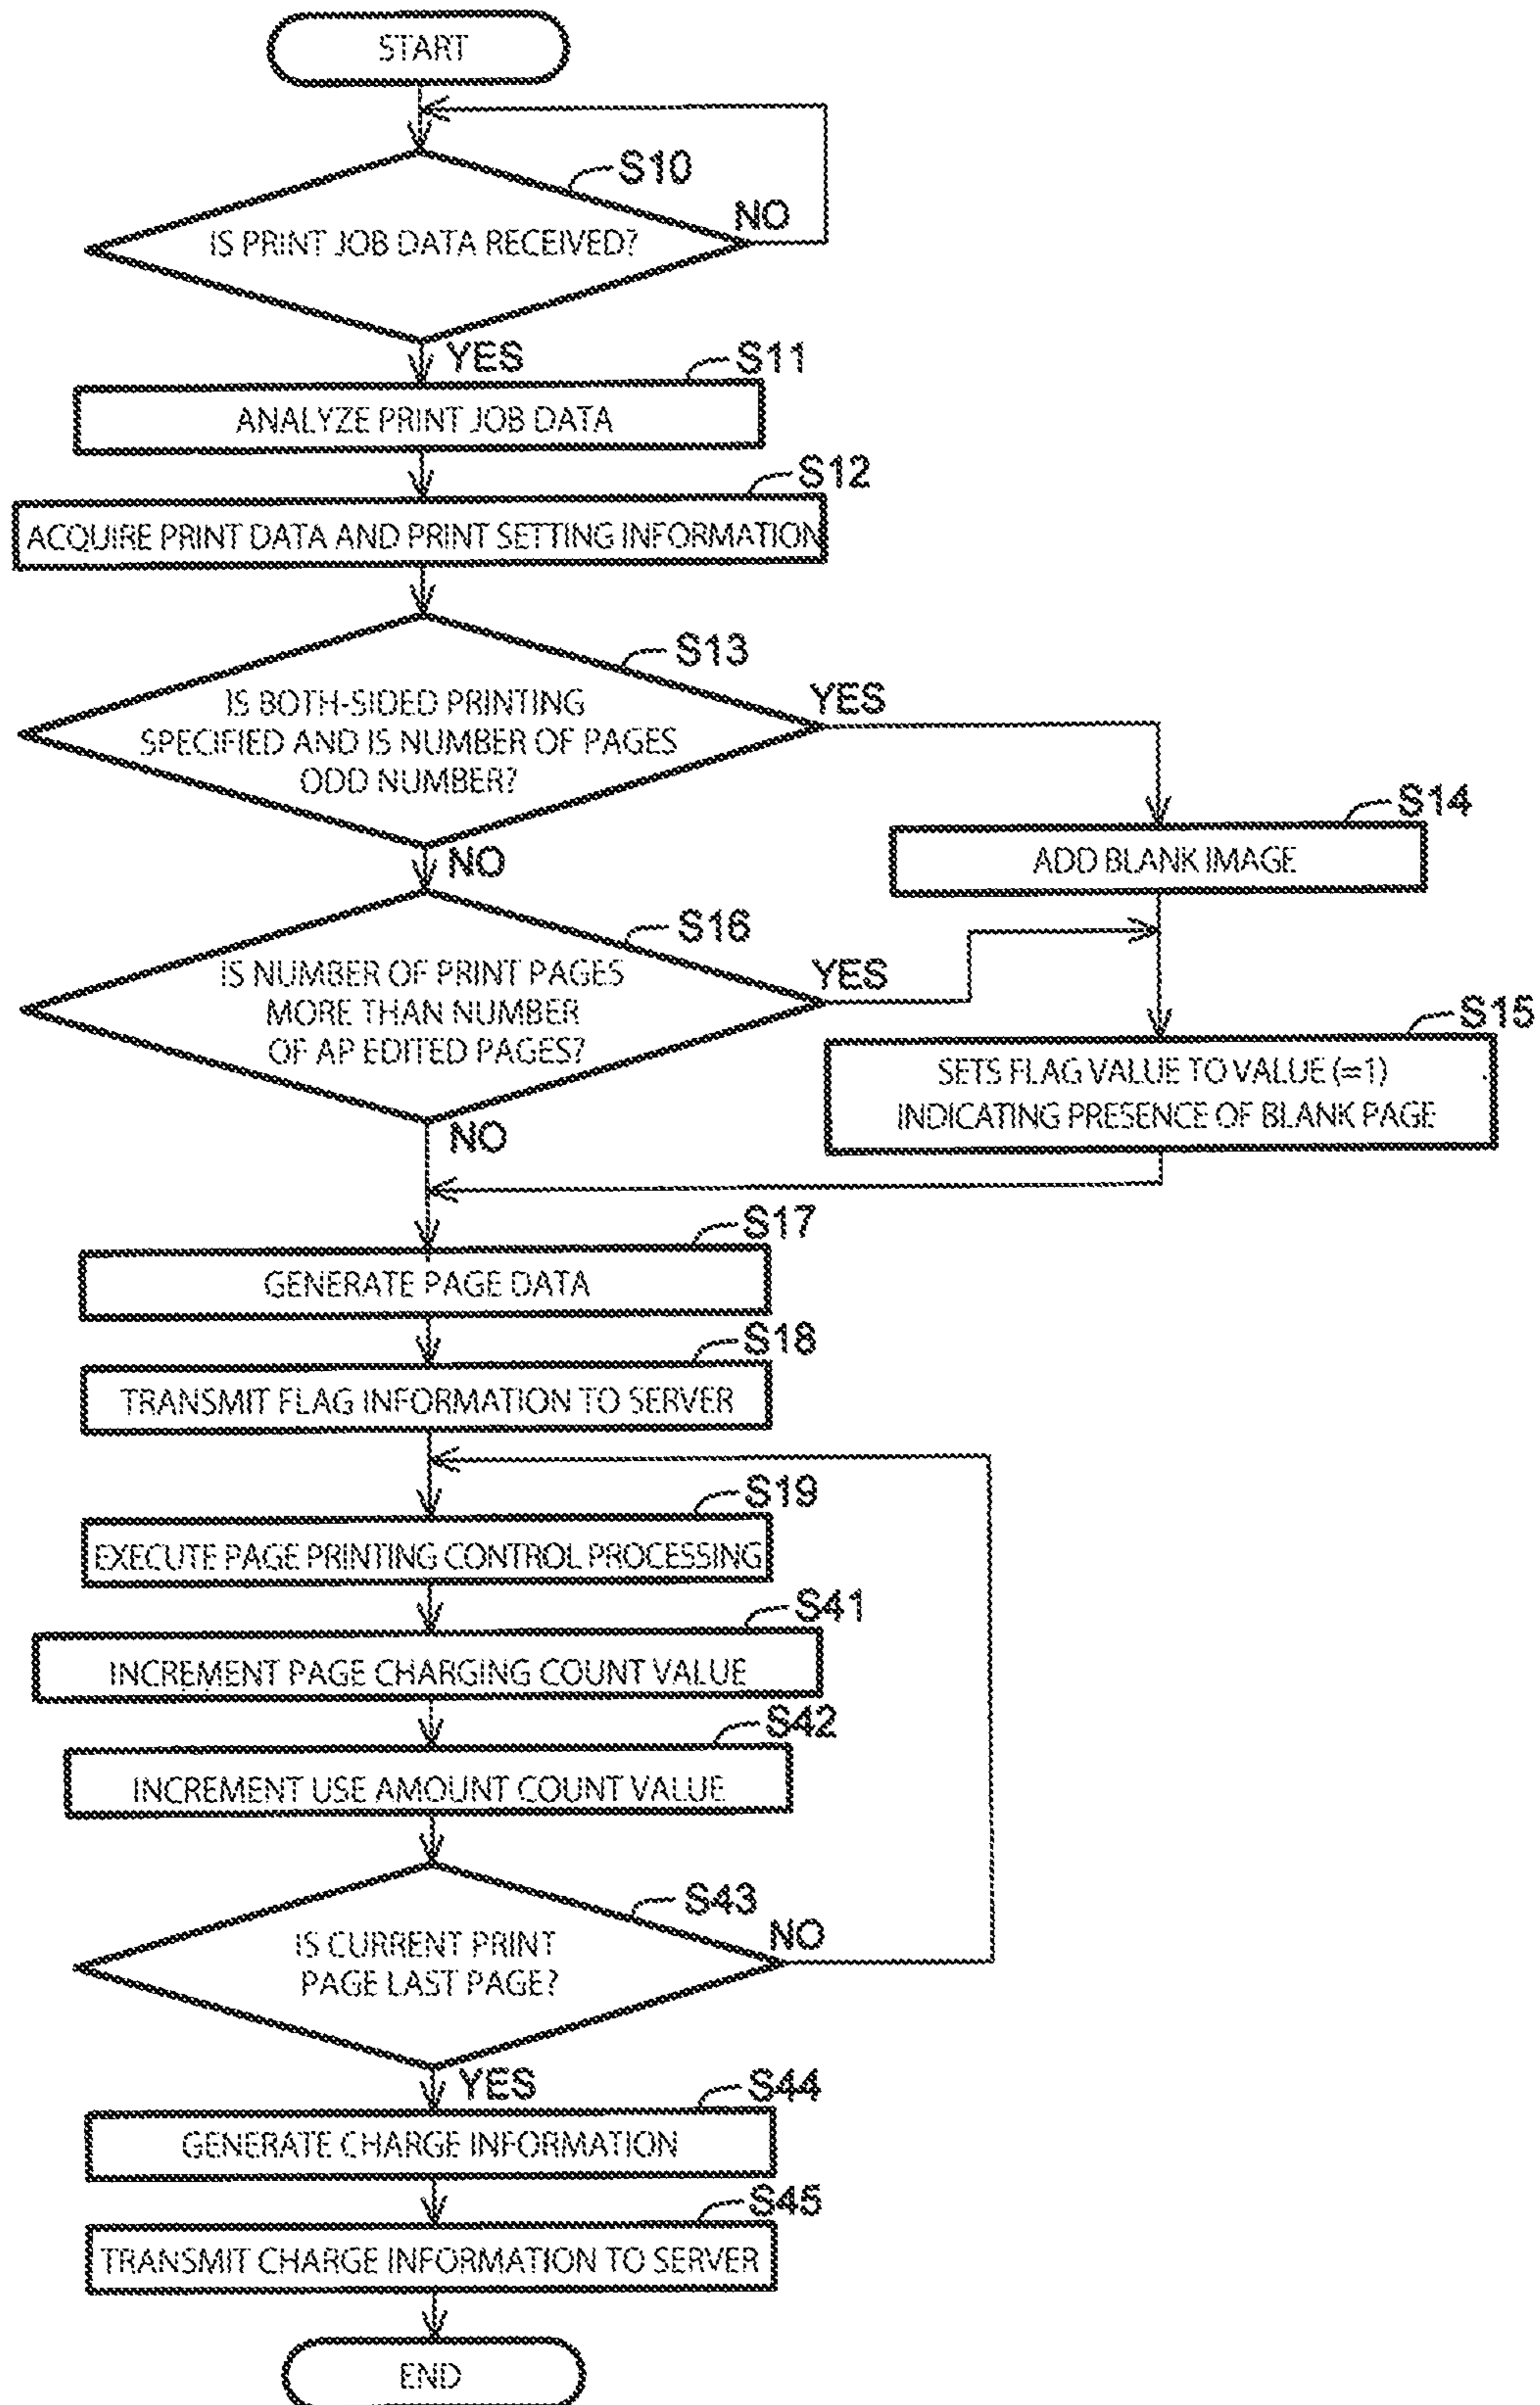 START
S10
NO
IS PRINT JOB DATA RECEIVED?
YES
S11
ANALYZE PRINT JOB DATA
S12
ACQUIRE PRINT DATA AND PRINT SETTING INFORMATION
S13
YES
IS BOTH-SIDED PRINTING
SPECIFIED AND IS NUMBER OF PAGES
ODD NUMBER?
S14
ADD BLANK IMAGE
NO
S16
YES
IS NUMBER OF PRINT PAGES
MORE THAN NUMBER
OF AP EDITED PAGES?
S15
SETS FLAG VALUE TO VALUE (=1)
INDICATING PRESENCE OF BLANK PAGE
NO
S17
GENERATE PAGE DATA
S18
TRANSMIT FLAG INFORMATION TO SERVER
S19
EXECUTE PAGE PRINTING CONTROL PROCESSING
S41
INCREMENT PAGE CHARGING COUNT VALUE
S42
INCREMENT USE AMOUNT COUNT VALUE
S43
NO
IS CURRENT PRINT
PAGE LAST PAGE?
YES
S44
GENERATE CHARGE INFORMATION
S45
TRANSMIT CHARGE INFORMATION TO SERVER
END